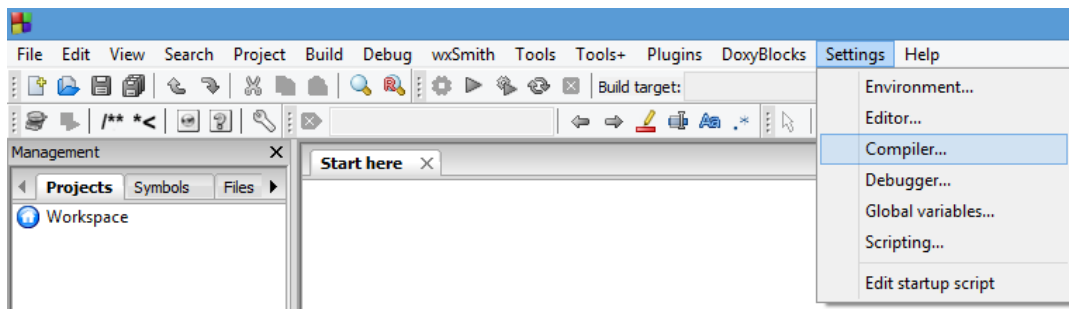 File Edit View Search Project Build Debug wxSmith Tools Tools+ Plugins DoxyBlocks Settings Help
Build target:
/** *<
Aa .*
Management
Start here
Projects Symbols Files
Workspace
Environment...
Editor...
Compiler...
Debugger...
Global variables...
Scripting...
Edit startup script